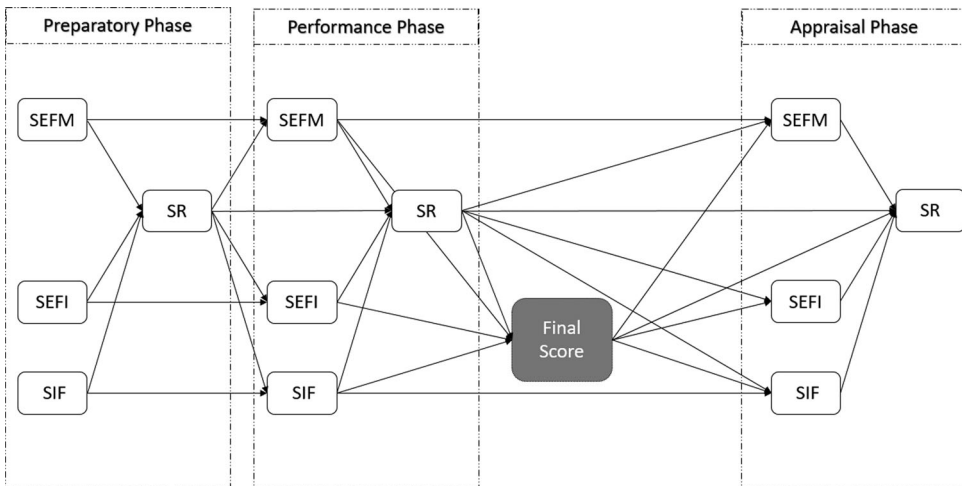 Preparatory Phase
Performance Phase
Appraisal Phase
SEFM
SEFM
SEFM
SR
SR
SR
SEFI
SEFI
SEFI
Final
Score
SIF
SIF
SIF